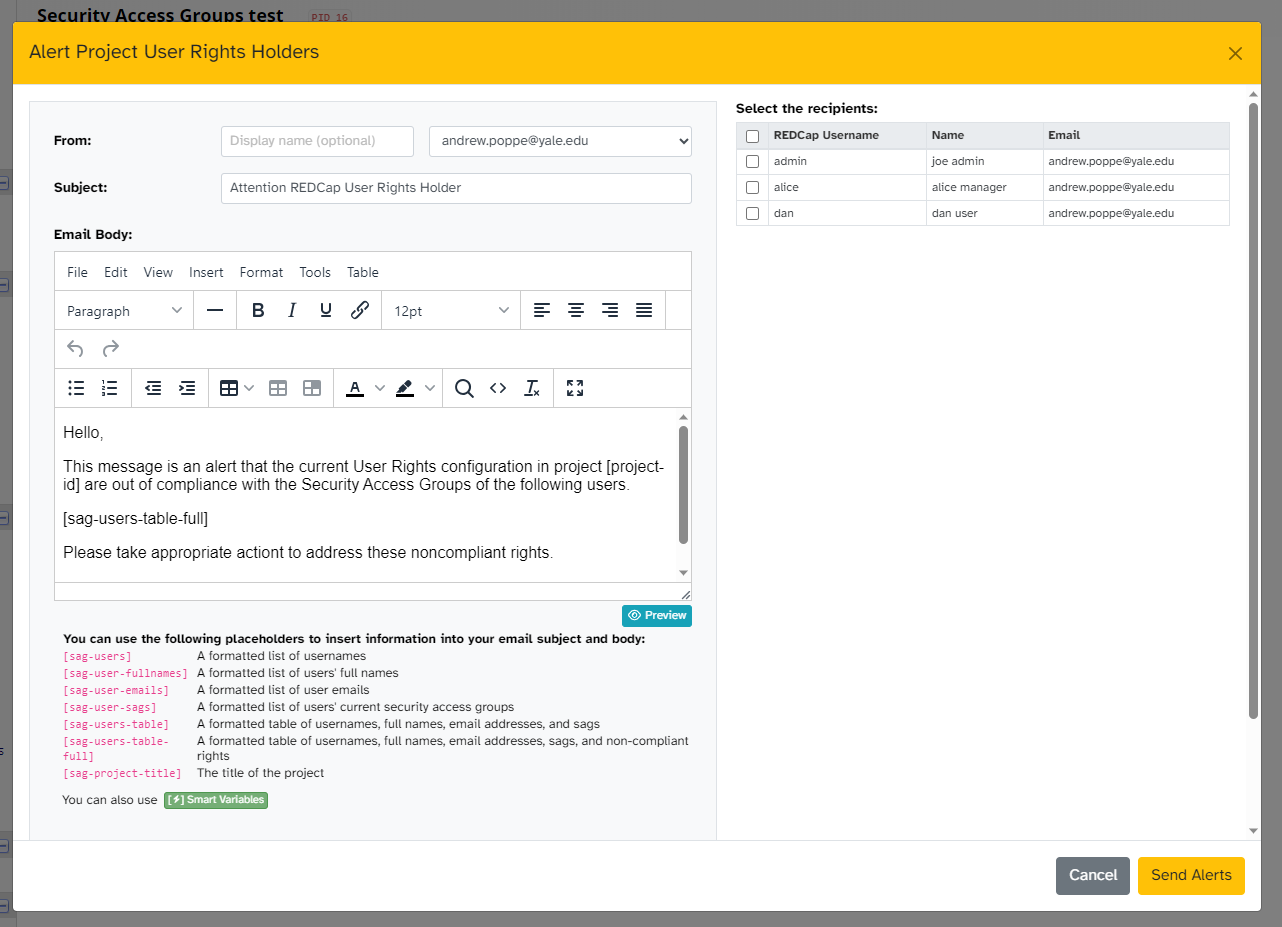 Security Access Groups test PID 16
Alert Project User Rights Holders
From:
Display name (optional)
andrew.poppe@yale.edu
Subject:
Attention REDCap User Rights Holder
Email Body:
File Edit View Insert Format Tools Table
Paragraph
12pt
Hello,
This message is an alert that the current User Rights configuration in project [project-
id] are out of compliance with the Security Access Groups of the following users.
[sag-users-table-full]
Please take appropriate actiont to address these noncompliant rights.
Preview
You can use the following placeholders to insert information into your email subject and body:
[sag-users] A formatted list of usernames
[sag-user-fullnames] A formatted list of users' full names
[sag-user-emails] A formatted list of user emails
[sag-user-sags] A formatted list of users' current security access groups
[sag-users-table] A formatted table of usernames, full names, email addresses, and sags
[sag-users-table- A formatted table of usernames, full names, email addresses, sags, and non-compliant
full] rights
[sag-project-title] The title of the project
You can also use [⚡] Smart Variables
Select the recipients:
REDCap Username Name Email
admin joe admin andrew.poppe@yale.edu
alice alice manager andrew.poppe@yale.edu
dan dan user andrew.poppe@yale.edu
Cancel
Send Alerts